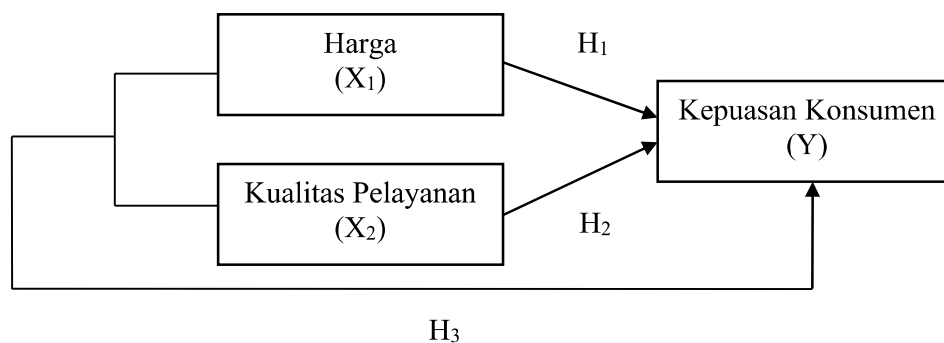 Harga
(X₁)
H₁
Kepuasan Konsumen
(Y)
Kualitas Pelayanan
(X₂)
H₂
H₃